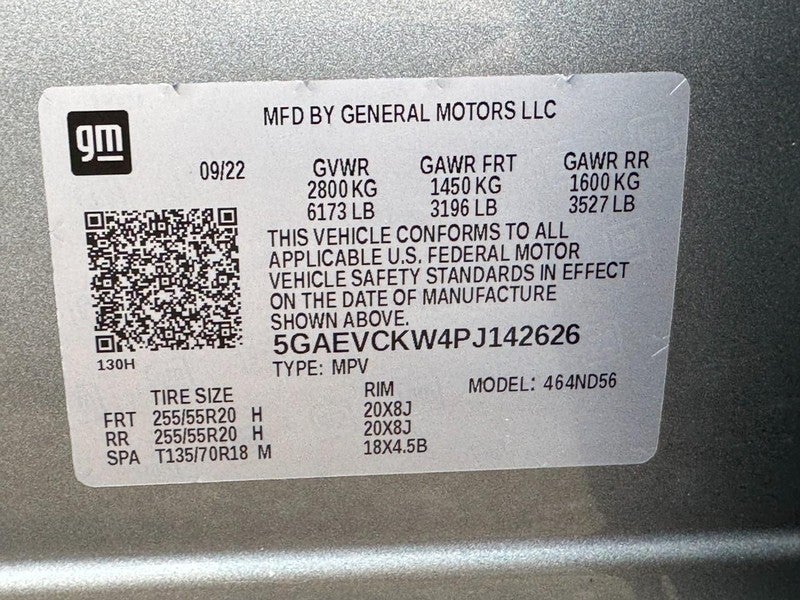 gm
MFD BY GENERAL MOTORS LLC
09/22 GVWR GAWR FRT GAWR RR
2800 KG 1450 KG 1600 KG
6173 LB 3196 LB 3527 LB
THIS VEHICLE CONFORMS TO ALL
APPLICABLE U.S. FEDERAL MOTOR
VEHICLE SAFETY STANDARDS IN EFFECT
ON THE DATE OF MANUFACTURE
SHOWN ABOVE.
5GAEVCKW4PJ142626
130H
TYPE: MPV
MODEL: 464ND56
TIRE SIZE RIM
FRT 255/55R20 H 20X8J
RR 255/55R20 H 20X8J
SPA T135/70R18 M 18X4.5B